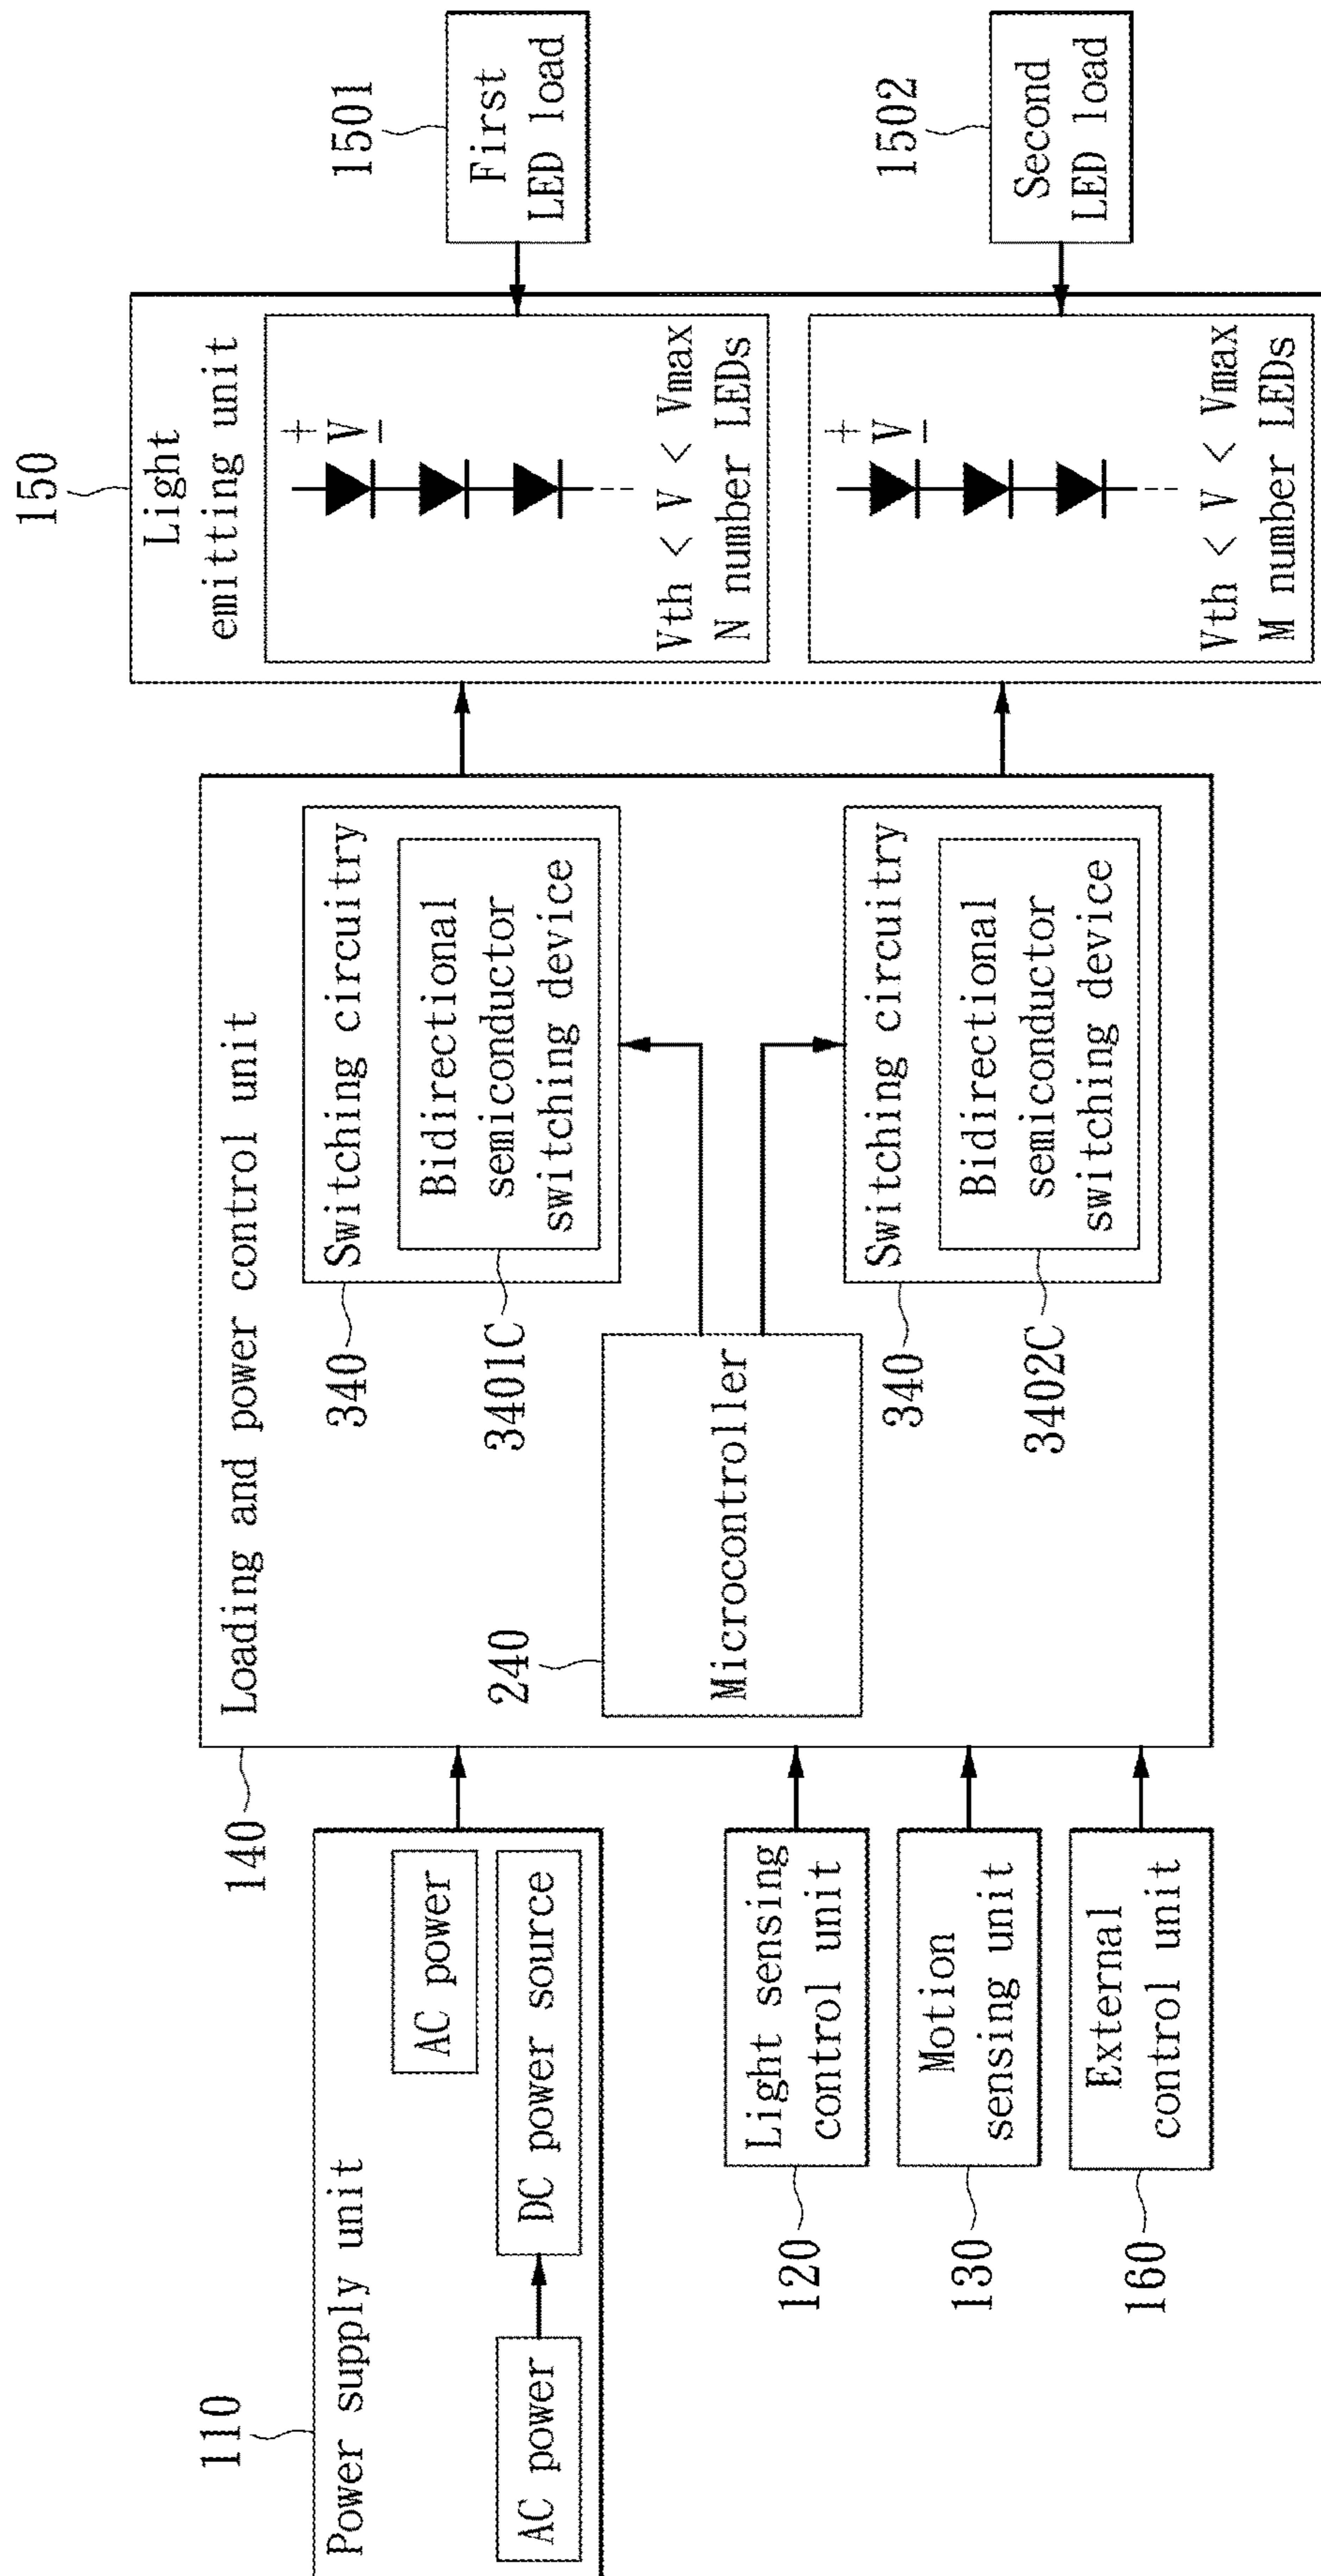 110
Power supply unit
AC power
AC power
DC power source
120
Light sensing
control unit
130
Motion
sensing unit
160
External
control unit
140
Loading and power control unit
240
Microcontroller
340
Switching circuitry
3401C
Bidirectional
semiconductor
switching device
340
Switching circuitry
3402C
Bidirectional
semiconductor
switching device
150
Light
emitting unit
+
V
-
Vth < V < Vmax
N number LEDs
+
V
-
Vth < V < Vmax
M number LEDs
1501
First
LED load
1502
Second
LED load